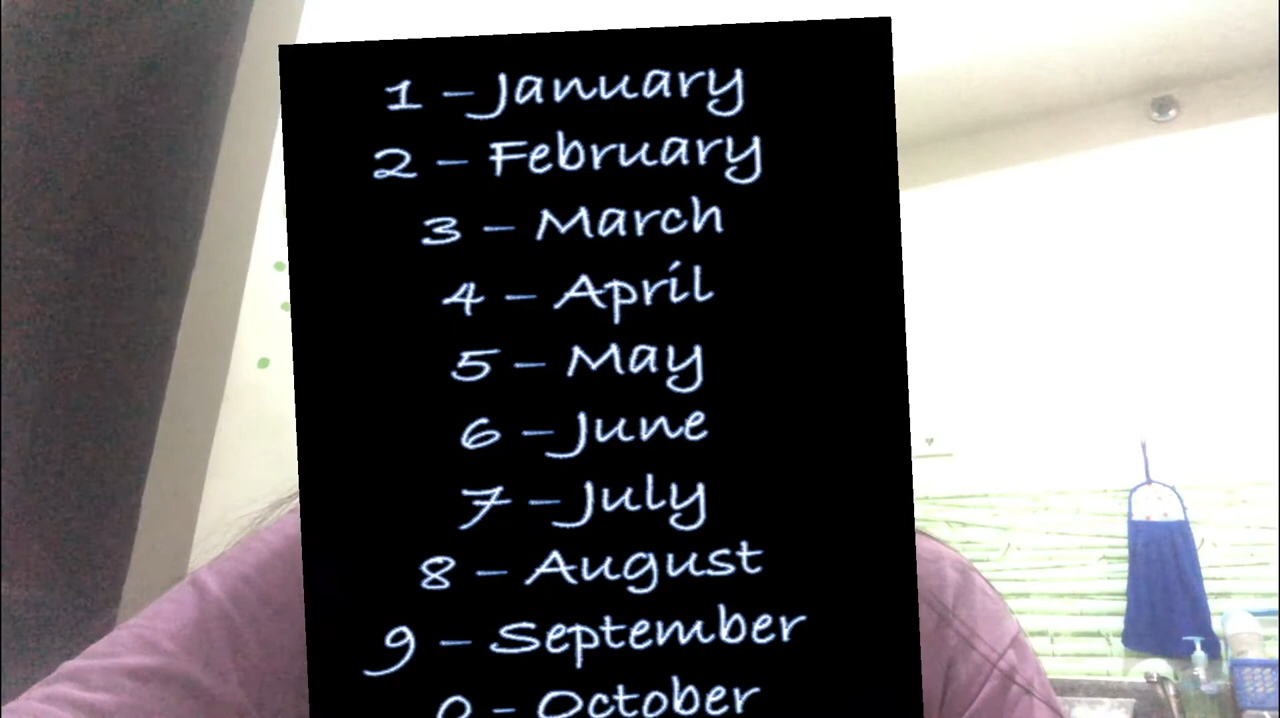 1 – January
2 – February
3 – March
4 – April
5 – May
6 – June
7 – July
8 – August
9 – September
0 – October